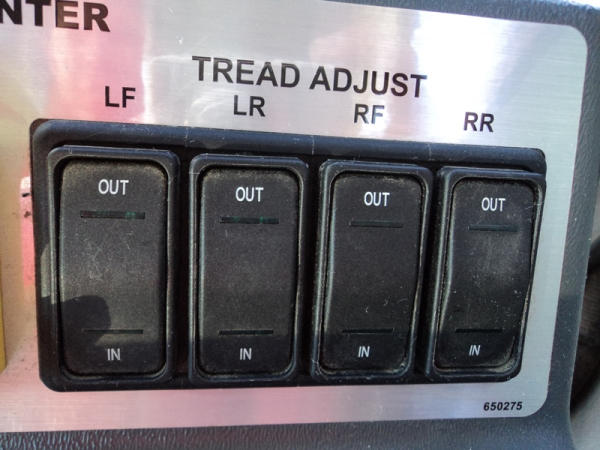 NTER
TREAD ADJUST
LF LR RF RR
OUT OUT OUT OUT
IN IN IN IN
650275